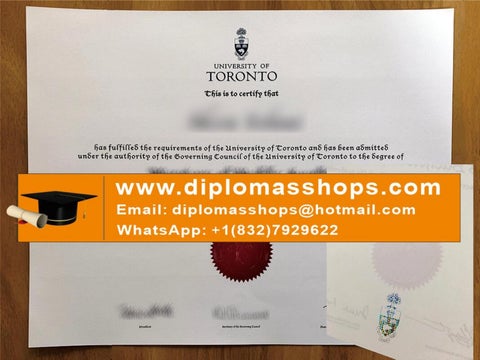 UNIVERSITY OF
TORONTO
This is to certify that
has fulfilled the requirements of the University of Toronto and has been admitted
under the authority of the Governing Council of the University of Toronto to the degree of
www.diplomasshops.com
Email: diplomasshops@hotmail.com
WhatsApp: +1(832)7929622